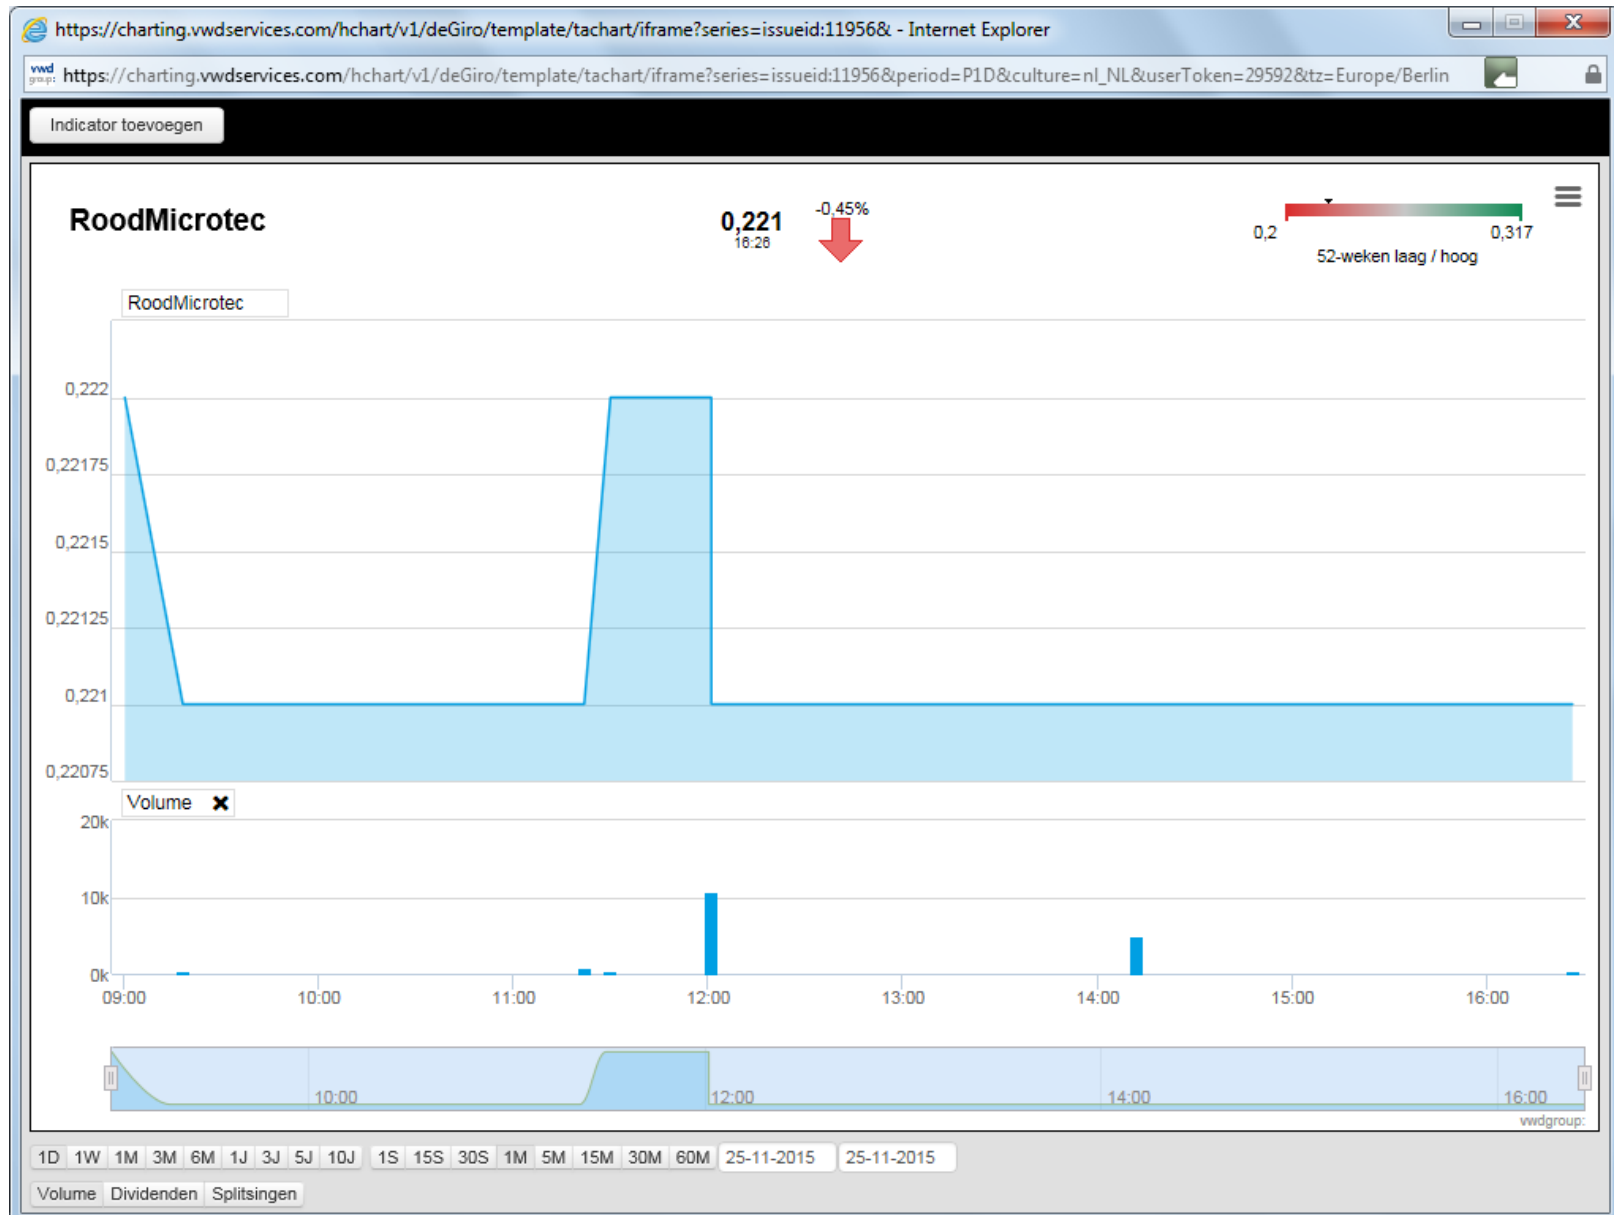 https://charting.vwdservices.com/hchart/v1/deGiro/template/tachart/iframe?series=issueid:11956& - Internet Explorer
vwd group: https://charting.vwdservices.com/hchart/v1/deGiro/template/tachart/iframe?series=issueid:11956&period=P1D&culture=nl_NL&userToken=29592&tz=Europe/Berlin
Indicator toevoegen
RoodMicrotec
0,221
16:26
-0,45%
0,2
0,317
52-weken laag / hoog
RoodMicrotec
0,222
0,22175
0,2215
0,22125
0,221
0,22075
Volume
20k
10k
0k
09:00 10:00 11:00 12:00 13:00 14:00 15:00 16:00
10:00 12:00 14:00 16:00
vwdgroup:
1D 1W 1M 3M 6M 1J 3J 5J 10J 1S 15S 30S 1M 5M 15M 30M 60M 25-11-2015 25-11-2015
Volume Dividenden Splitsingen